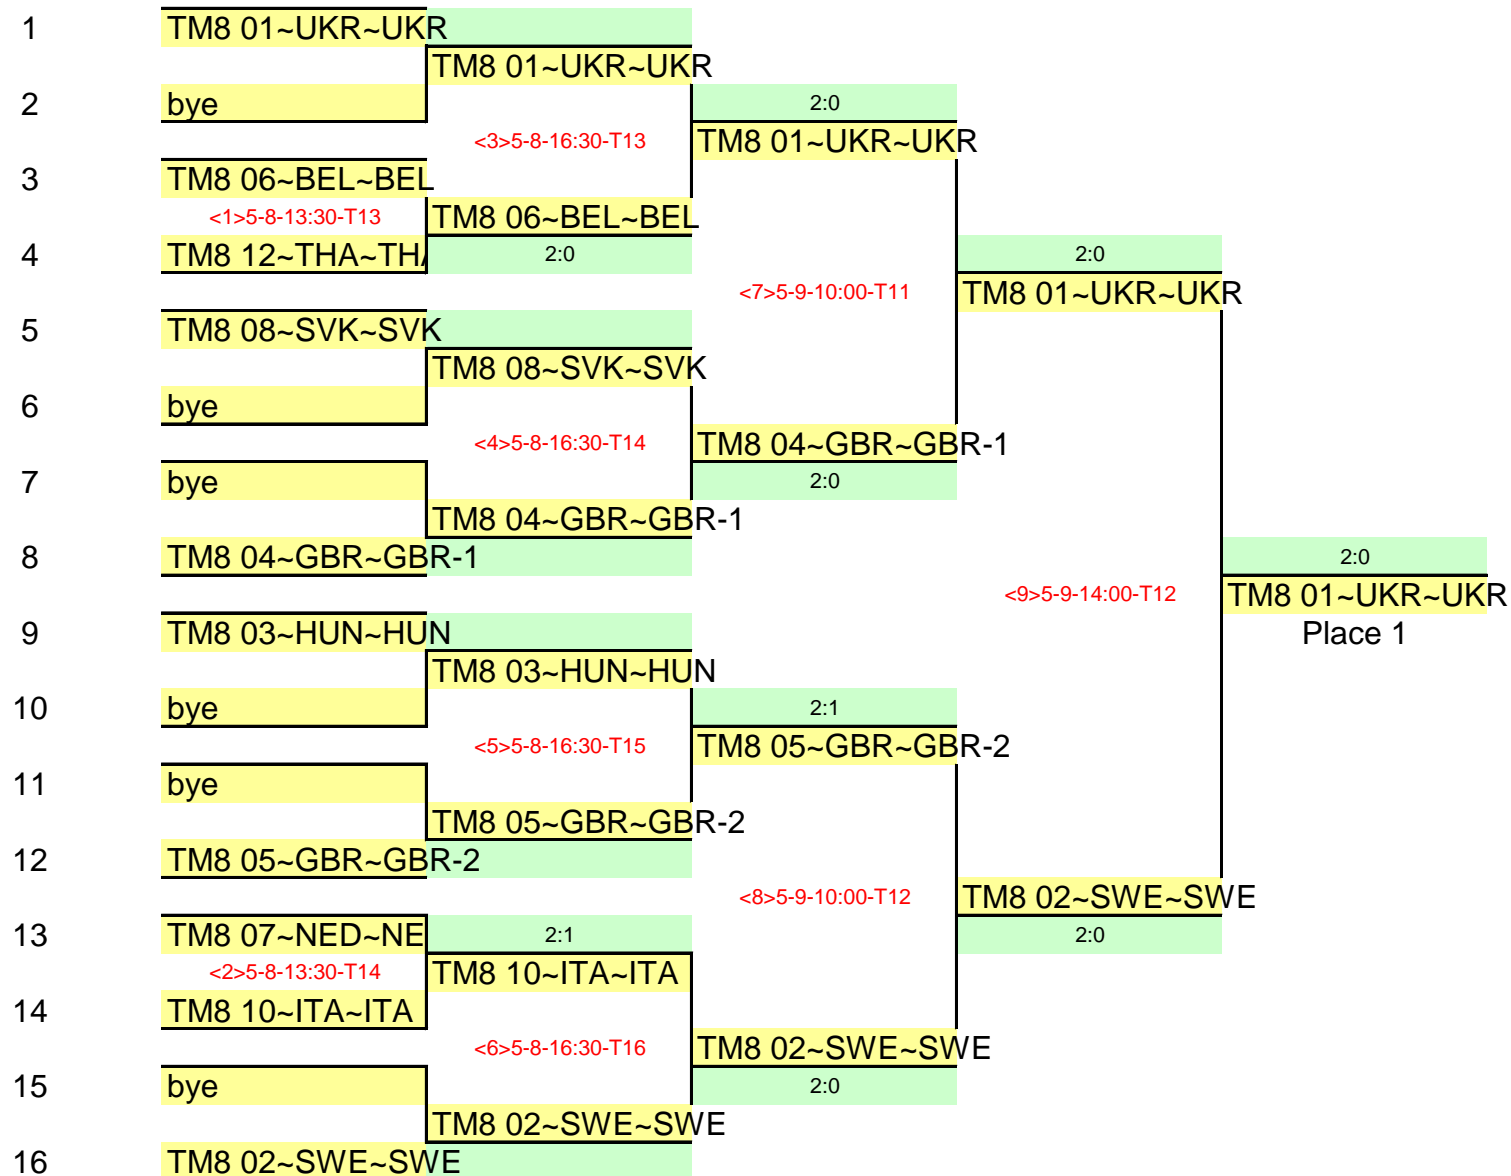 1 TM8 01~UKR~UKR
TM8 01~UKR~UKR
2 bye 2:0
<3>5-8-16:30-T13 TM8 01~UKR~UKR
3 TM8 06~BEL~BEL
<1>5-8-13:30-T13 TM8 06~BEL~BEL
4 TM8 12~THA~TH 2:0 2:0
<7>5-9-10:00-T11 TM8 01~UKR~UKR
5 TM8 08~SVK~SVK
TM8 08~SVK~SVK
6 bye
<4>5-8-16:30-T14 TM8 04~GBR~GBR-1
7 bye 2:0
TM8 04~GBR~GBR-1
8 TM8 04~GBR~GBR-1 2:0
<9>5-9-14:00-T12 TM8 01~UKR~UKR
9 TM8 03~HUN~HUN Place 1
TM8 03~HUN~HUN
10 bye 2:1
<5>5-8-16:30-T15 TM8 05~GBR~GBR-2
11 bye
TM8 05~GBR~GBR-2
12 TM8 05~GBR~GBR-2
<8>5-9-10:00-T12 TM8 02~SWE~SWE
13 TM8 07~NED~NE 2:1 2:0
<2>5-8-13:30-T14 TM8 10~ITA~ITA
14 TM8 10~ITA~ITA
<6>5-8-16:30-T16 TM8 02~SWE~SWE
15 bye 2:0
TM8 02~SWE~SWE
16 TM8 02~SWE~SWE